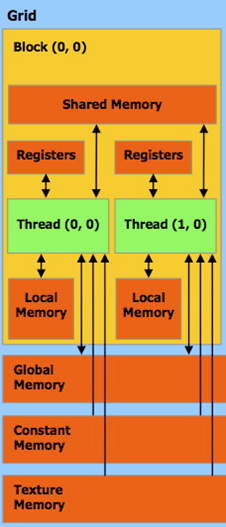 Grid
Block (0, 0)
Shared Memory
Registers
Registers
Thread (0, 0)
Thread (1, 0)
Local
Memory
Local
Memory
Global
Memory
Constant
Memory
Texture
Memory